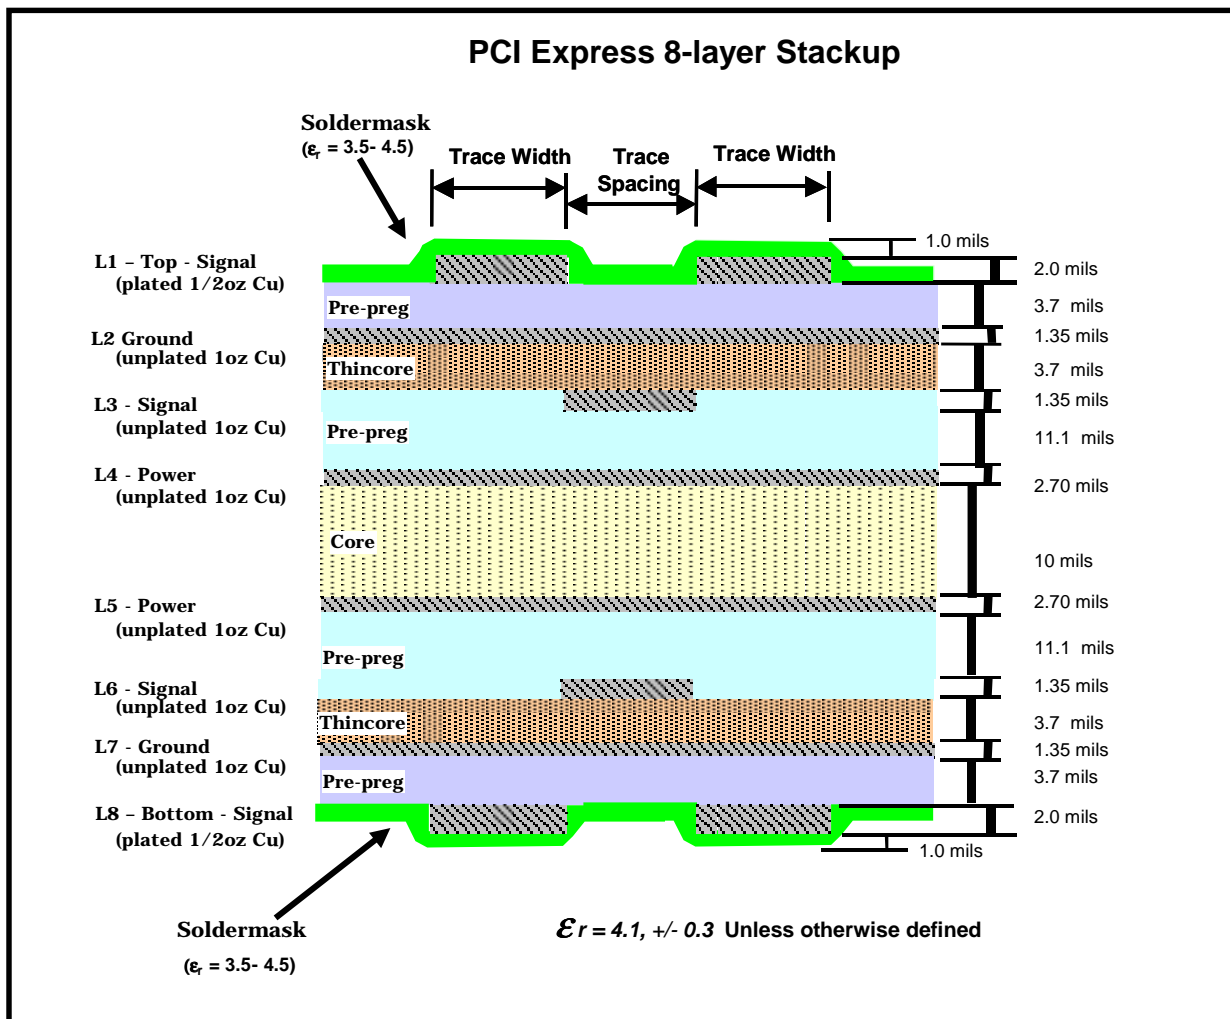 PCI Express 8-layer Stackup
Soldermask
(εr = 3.5- 4.5)
Trace Width
Trace
Spacing
Trace Width
1.0 mils
L1 – Top - Signal
(plated 1/2oz Cu)
2.0 mils
Pre-preg
3.7 mils
L2 Ground
(unplated 1oz Cu)
1.35 mils
Thincore
3.7 mils
L3 - Signal
(unplated 1oz Cu)
1.35 mils
Pre-preg
11.1 mils
L4 - Power
(unplated 1oz Cu)
2.70 mils
Core
10 mils
L5 - Power
(unplated 1oz Cu)
2.70 mils
Pre-preg
11.1 mils
L6 - Signal
(unplated 1oz Cu)
1.35 mils
Thincore
3.7 mils
L7 - Ground
(unplated 1oz Cu)
1.35 mils
Pre-preg
3.7 mils
L8 – Bottom - Signal
(plated 1/2oz Cu)
2.0 mils
1.0 mils
Soldermask
(εr = 3.5- 4.5)
εr = 4.1, +/- 0.3 Unless otherwise defined